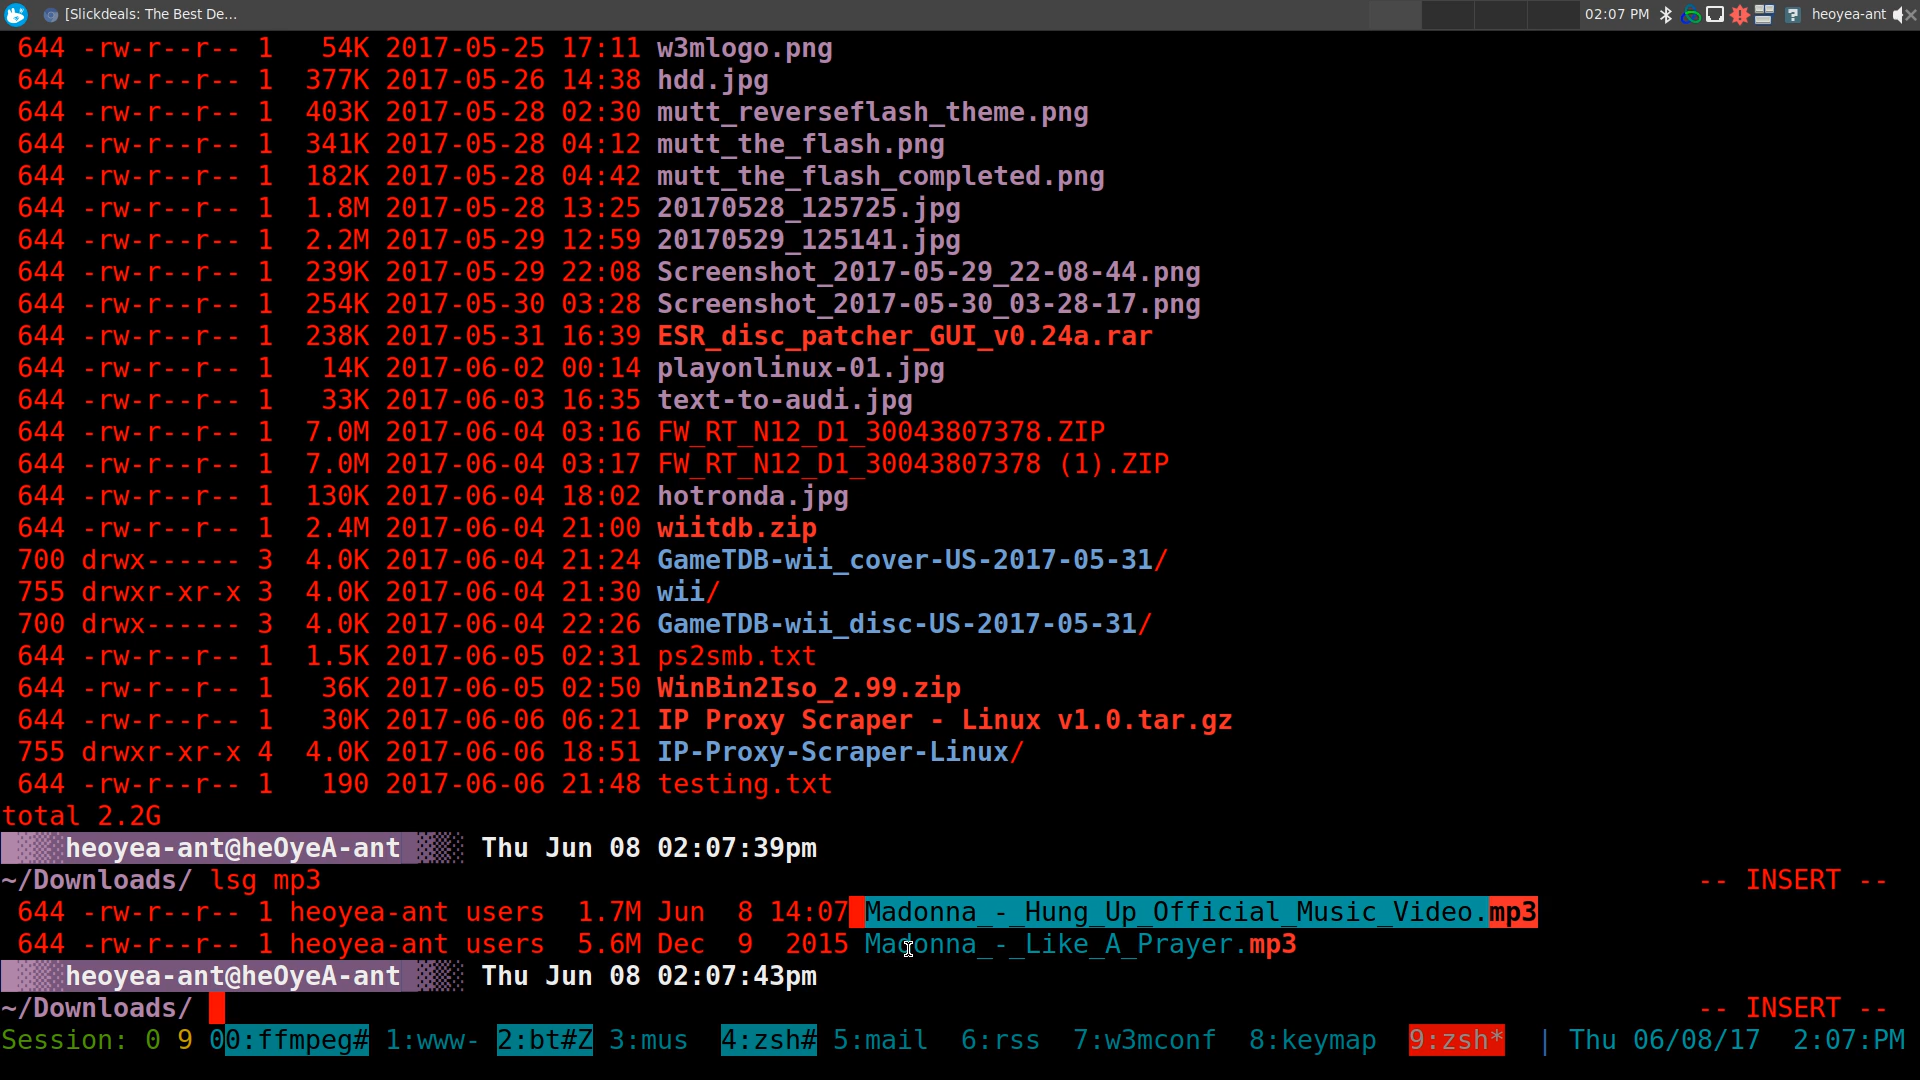 [Slickdeals: The Best De... 02:07 PM heoyea-ant
644 -rw-r--r-- 1 54K 2017-05-25 17:11 w3mlogo.png
644 -rw-r--r-- 1 377K 2017-05-26 14:38 hdd.jpg
644 -rw-r--r-- 1 403K 2017-05-28 02:30 mutt_reverseflash_theme.png
644 -rw-r--r-- 1 341K 2017-05-28 04:12 mutt_the_flash.png
644 -rw-r--r-- 1 182K 2017-05-28 04:42 mutt_the_flash_completed.png
644 -rw-r--r-- 1 1.8M 2017-05-28 13:25 20170528_125725.jpg
644 -rw-r--r-- 1 2.2M 2017-05-29 12:59 20170529_125141.jpg
644 -rw-r--r-- 1 239K 2017-05-29 22:08 Screenshot_2017-05-29_22-08-44.png
644 -rw-r--r-- 1 254K 2017-05-30 03:28 Screenshot_2017-05-30_03-28-17.png
644 -rw-r--r-- 1 238K 2017-05-31 16:39 ESR_disc_patcher_GUI_v0.24a.rar
644 -rw-r--r-- 1 14K 2017-06-02 00:14 playonlinux-01.jpg
644 -rw-r--r-- 1 33K 2017-06-03 16:35 text-to-audi.jpg
644 -rw-r--r-- 1 7.0M 2017-06-04 03:16 FW_RT_N12_D1_30043807378.ZIP
644 -rw-r--r-- 1 7.0M 2017-06-04 03:17 FW_RT_N12_D1_30043807378 (1).ZIP
644 -rw-r--r-- 1 130K 2017-06-04 18:02 hotronda.jpg
644 -rw-r--r-- 1 2.4M 2017-06-04 21:00 wiitdb.zip
700 drwx------ 3 4.0K 2017-06-04 21:24 GameTDB-wii_cover-US-2017-05-31/
755 drwxr-xr-x 3 4.0K 2017-06-04 21:30 wii/
700 drwx------ 3 4.0K 2017-06-04 22:26 GameTDB-wii_disc-US-2017-05-31/
644 -rw-r--r-- 1 1.5K 2017-06-05 02:31 ps2smb.txt
644 -rw-r--r-- 1 36K 2017-06-05 02:50 WinBin2Iso_2.99.zip
644 -rw-r--r-- 1 30K 2017-06-06 06:21 IP Proxy Scraper - Linux v1.0.tar.gz
755 drwxr-xr-x 4 4.0K 2017-06-06 18:51 IP-Proxy-Scraper-Linux/
644 -rw-r--r-- 1 190 2017-06-06 21:48 testing.txt
total 2.2G
heoyea-ant@heOyeA-ant Thu Jun 08 02:07:39pm
~/Downloads/ lsg mp3 -- INSERT --
644 -rw-r--r-- 1 heoyea-ant users 1.7M Jun 8 14:07 Madonna_-_Hung_Up_Official_Music_Video.mp3
644 -rw-r--r-- 1 heoyea-ant users 5.6M Dec 9 2015 Madonna_-_Like_A_Prayer.mp3
heoyea-ant@heOyeA-ant Thu Jun 08 02:07:43pm
~/Downloads/ -- INSERT --
Session: 0 9 00:ffmpeg# 1:www- 2:bt#Z 3:mus 4:zsh# 5:mail 6:rss 7:w3mconf 8:keymap 9:zsh* | Thu 06/08/17 2:07:PM